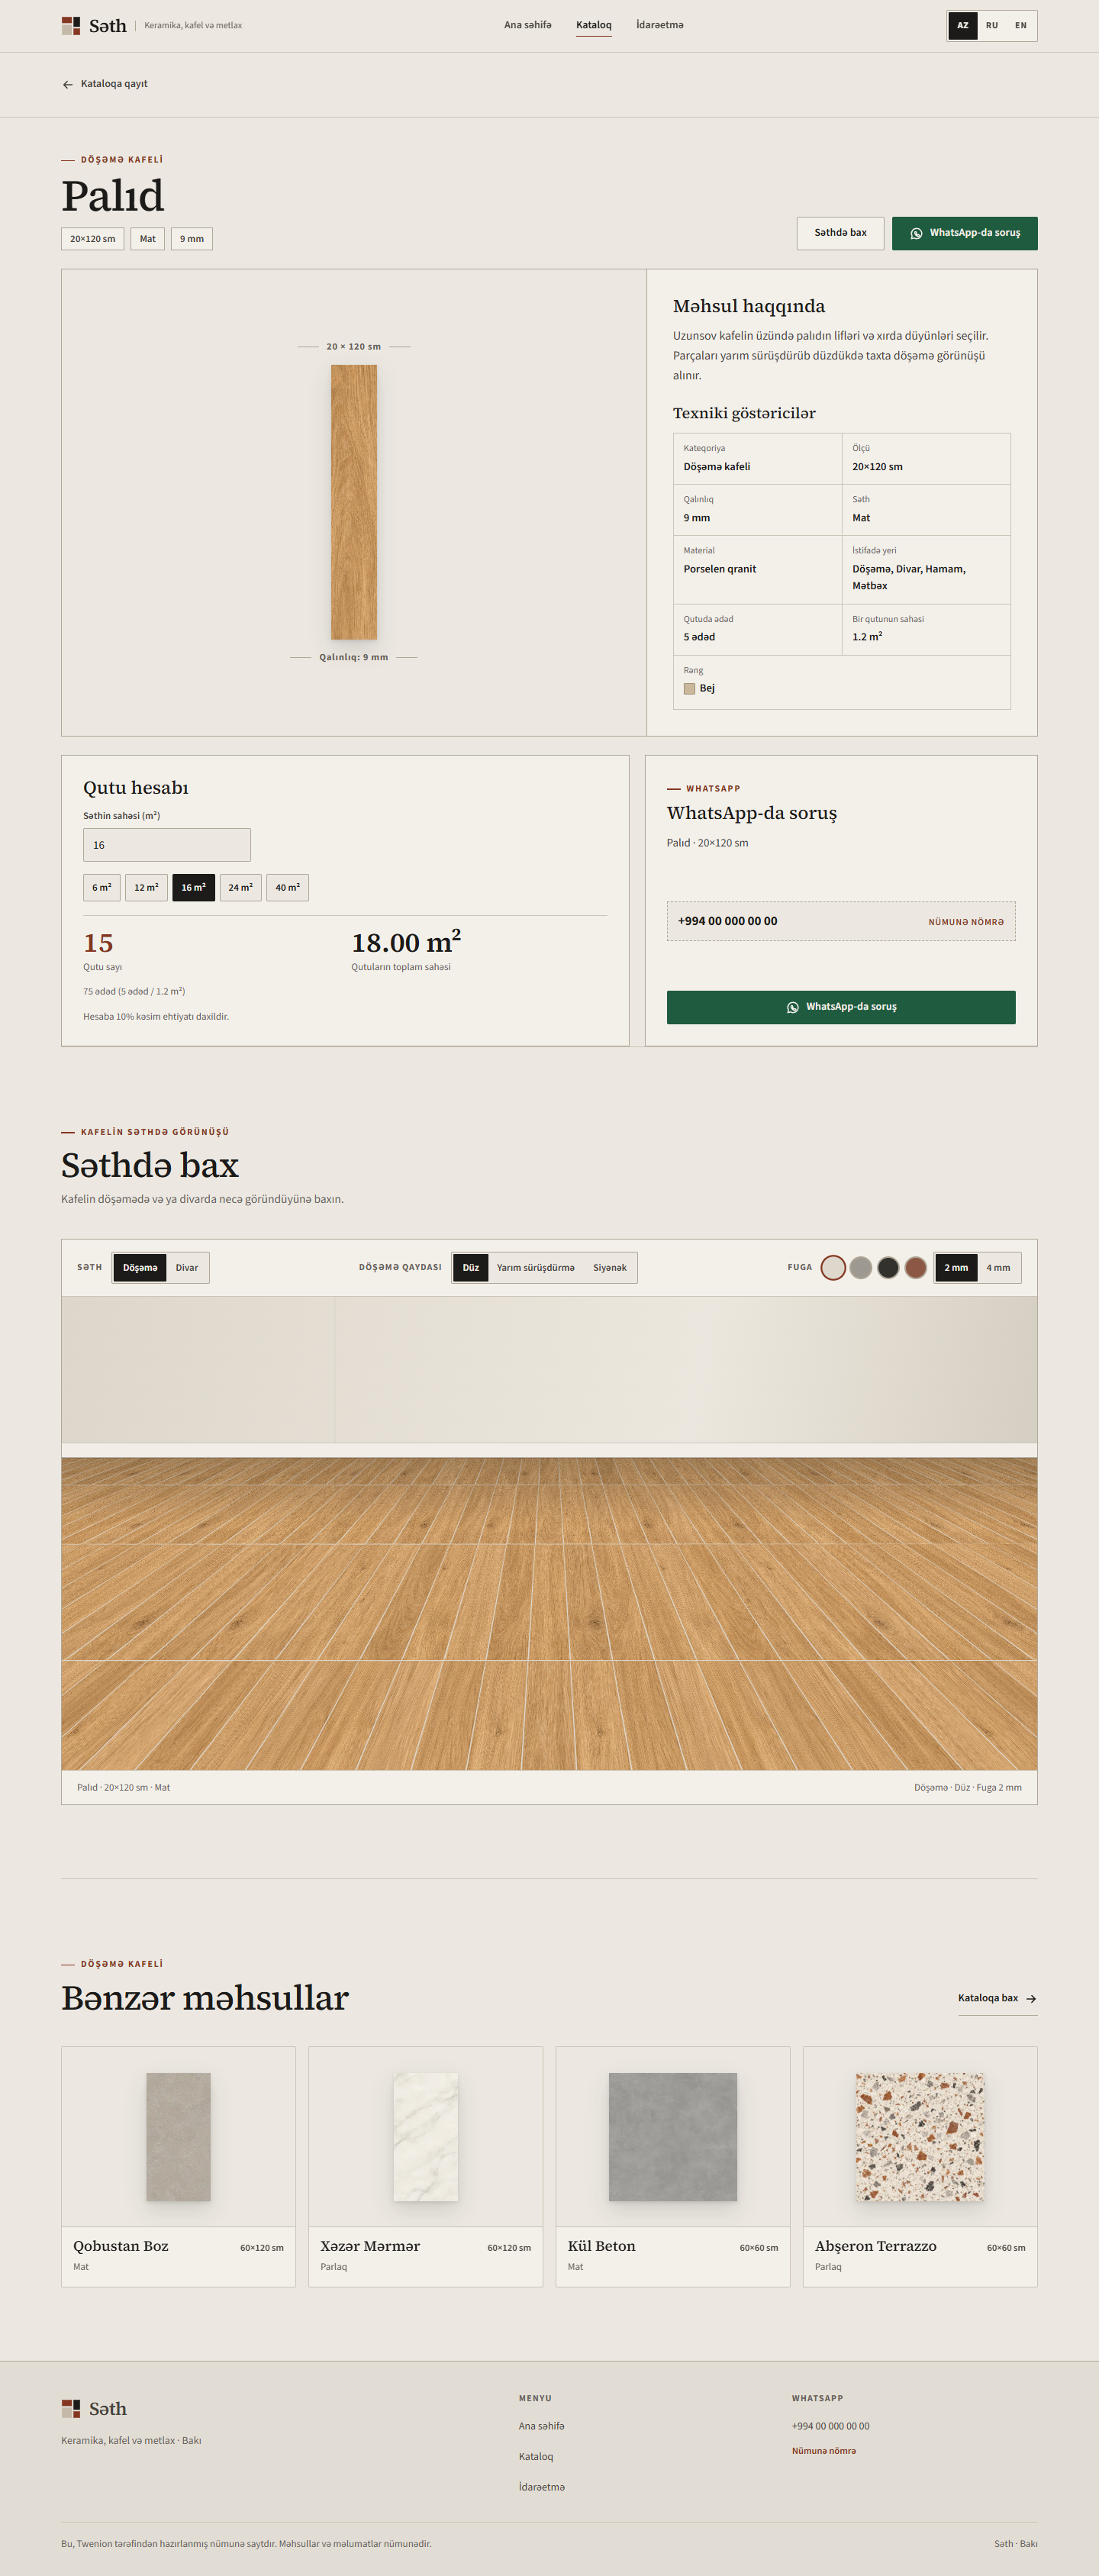 Səth
Keramika, kafel və metlax
Ana səhifə
Kataloq
İdarəetmə
AZ RU EN
Kataloqa qayıt
DÖŞƏMƏ KAFELİ
Palıd
20×120 sm
Mat
9 mm
Səthdə bax
WhatsApp-da soruş
20 × 120 sm
Qalınlıq: 9 mm
Məhsul haqqında
Uzunsov kafelin üzündə palıdın lifləri və xırda düyünləri seçilir.
Parçaları yarım sürüşdürüb düzdükdə taxta döşəmə görünüşü
alınır.
Texniki göstəricilər
Kateqoriya
Döşəmə kafeli
Ölçü
20×120 sm
Qalınlıq
9 mm
Səth
Mat
Material
Porselen qranit
İstifadə yeri
Döşəmə, Divar, Hamam,
Mətbəx
Qutuda ədəd
5 ədəd
Bir qutunun sahəsi
1.2 m²
Rəng
Bej
Qutu hesabı
Səthin sahəsi (m²)
16
6 m²
12 m²
16 m²
24 m²
40 m²
15
Qutu sayı
18.00 m²
Qutuların toplam sahəsi
75 ədəd (5 ədəd / 1.2 m²)
Hesaba 10% kəsim ehtiyatı daxildir.
WHATSAPP
WhatsApp-da soruş
Palıd · 20×120 sm
+994 00 000 00 00
NÜMUNƏ NÖMRƏ
WhatsApp-da soruş
KAFELİN SƏTHDƏ GÖRÜNÜŞÜ
Səthdə bax
Kafelin döşəmədə və ya divarda necə göründüyünə baxın.
SƏTH
Döşəmə
Divar
DÖŞƏMƏ QAYDASI
Düz
Yarım sürüşdürmə
Siyənək
FUGA
2 mm
4 mm
Palıd · 20×120 sm · Mat
Döşəmə · Düz · Fuga 2 mm
DÖŞƏMƏ KAFELİ
Bənzər məhsullar
Kataloqa bax
Qobustan Boz
60×120 sm
Mat
Xəzər Mərmər
60×120 sm
Parlaq
Kül Beton
60×60 sm
Mat
Abşeron Terrazzo
60×60 sm
Parlaq
Səth
Keramika, kafel və metlax · Bakı
MENYU
Ana səhifə
Kataloq
İdarəetmə
WHATSAPP
+994 00 000 00 00
Nümunə nömrə
Bu, Twenion tərəfindən hazırlanmış nümunə saytdır. Məhsullar və məlumatlar nümunədir.
Səth · Bakı